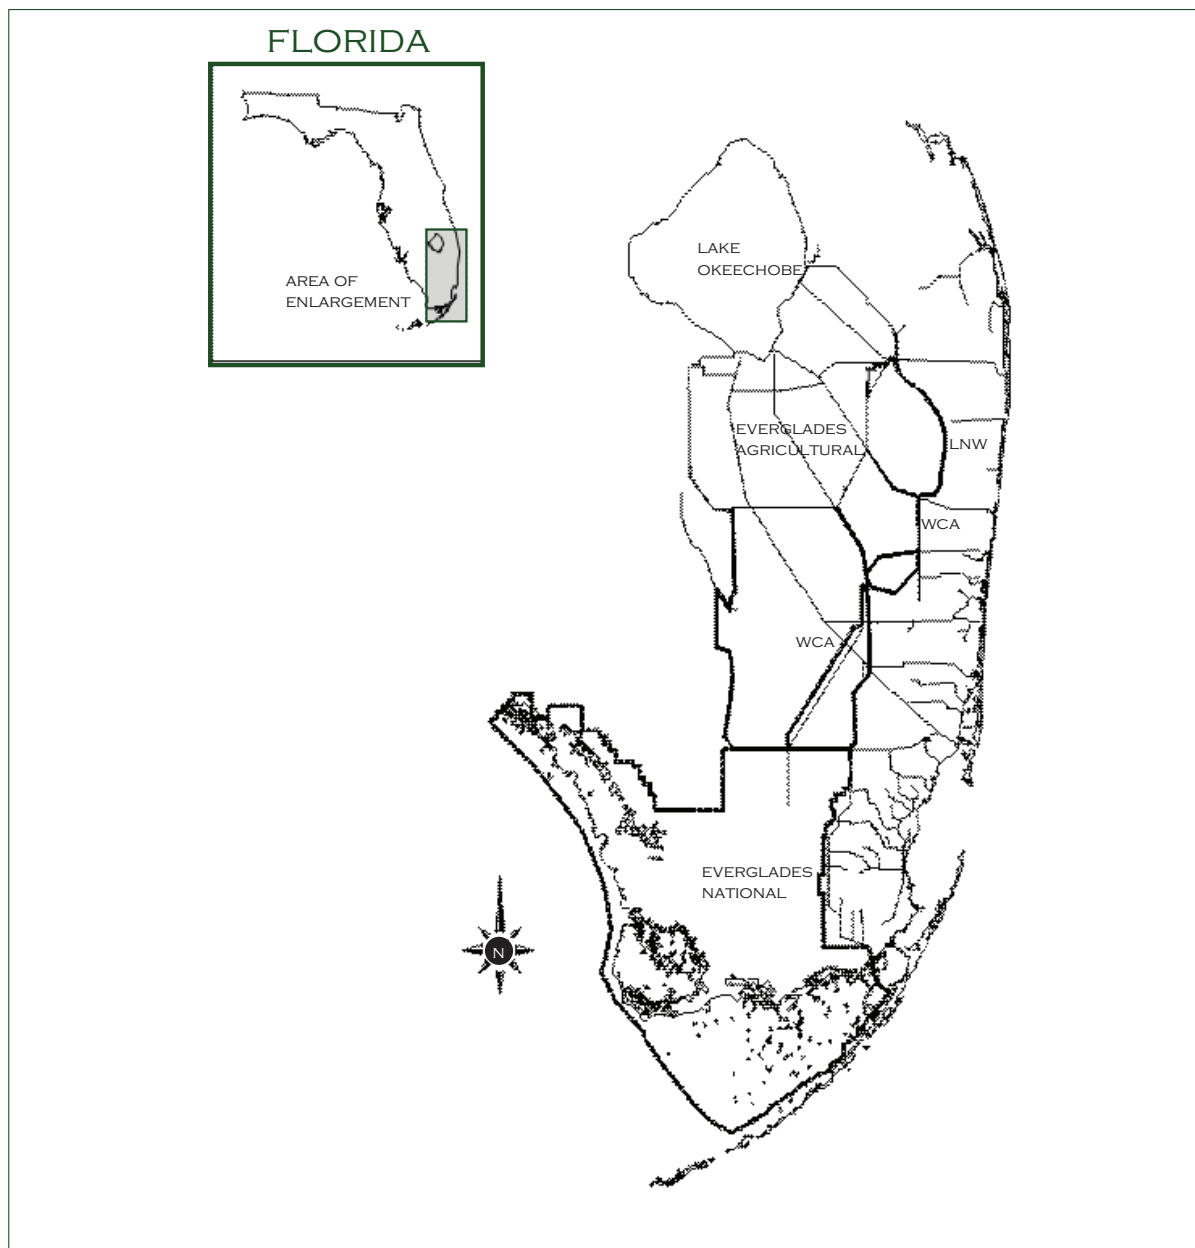 FLORIDA
AREA OF
ENLARGEMENT
LAKE
OKEECHOBE
EVERGLADES
AGRICULTURAL
LNW
WCA
WCA
EVERGLADES
NATIONAL
N